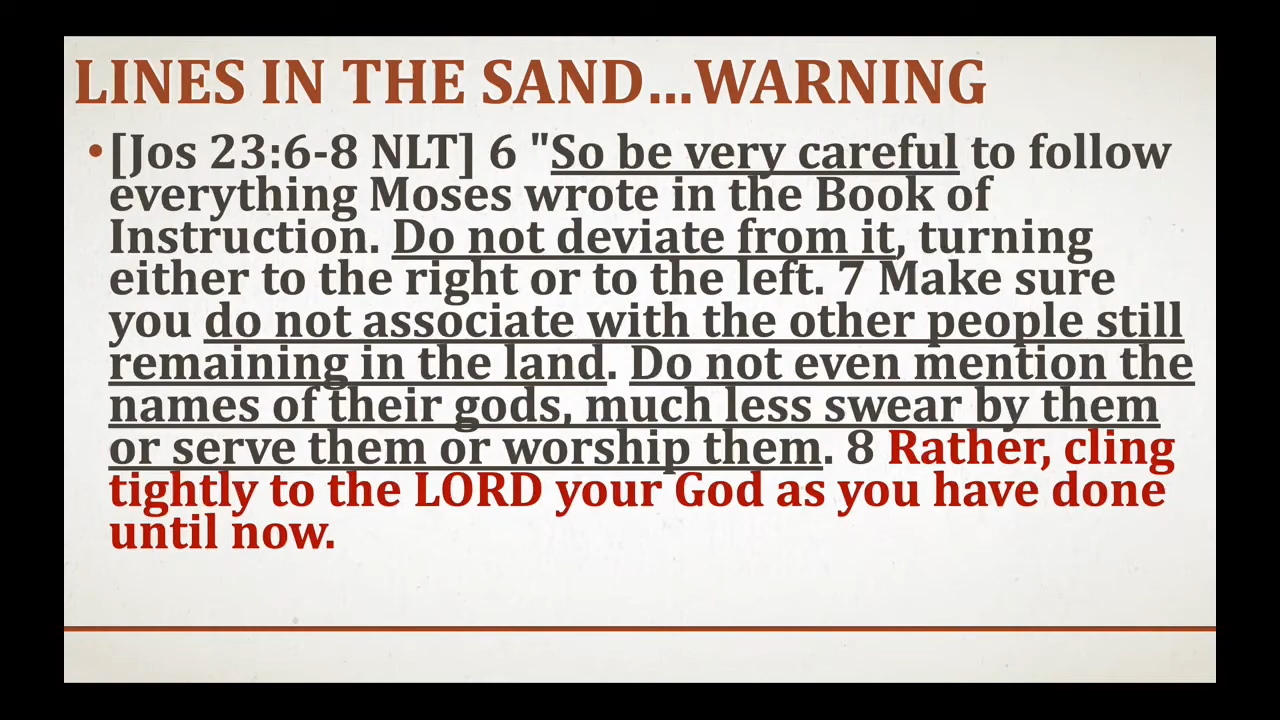 LINES IN THE SAND...WARNING
•[Jos 23:6-8 NLT] 6 "So be very careful to follow
everything Moses wrote in the Book of
Instruction. Do not deviate from it, turning
either to the right or to the left. 7 Make sure
you do not associate with the other people still
remaining in the land. Do not even mention the
names of their gods, much less swear by them
or serve them or worship them. 8 Rather, cling
tightly to the LORD your God as you have done
until now.